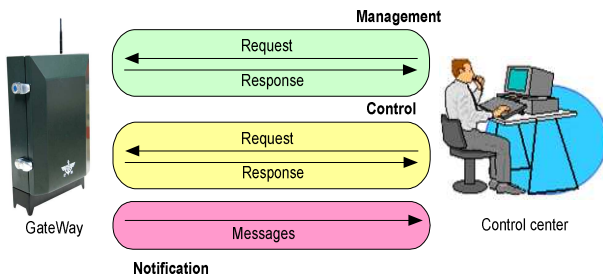 Management
Request
Response
Control
Request
Response
GateWay
Messages
Control center
Notification